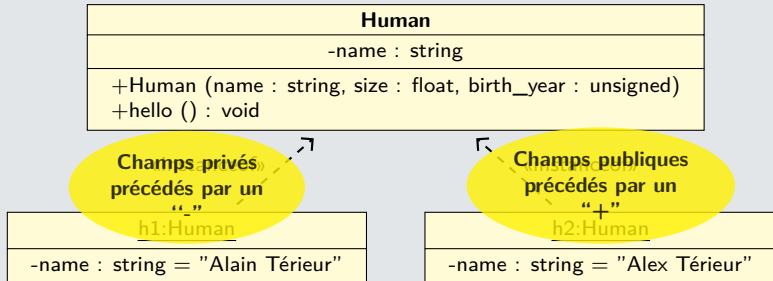 Human
-name : string
+Human (name : string, size : float, birth_year : unsigned)
+hello () : void
Champs privés
précédés par un
“-”
Champs publiques
précédés par un
“+”
h1:Human
-name : string = ”Alain Térieur”
h2:Human
-name : string = ”Alex Térieur”